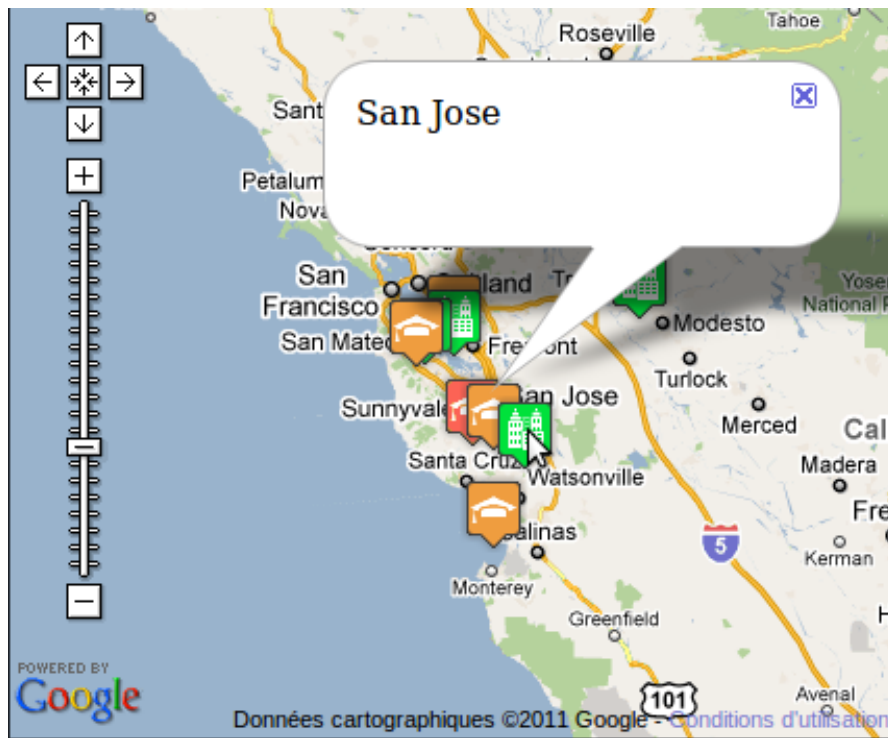 Tahoe
Roseville
Sant
San Jose
Petalum
Nova
San
Francisco
land
Tr
Yose
National P
San Mateo
Fremont
Modesto
Turlock
Sunnyvale
San Jose
Merced
Cal
Santa Cruz
Watsonville
Madera
Fre
Salinas
5
Kerman
Monterey
Greenfield
H
101
Avenal
POWERED BY
Google
Données cartographiques ©2011 Google - Conditions d'utilisation